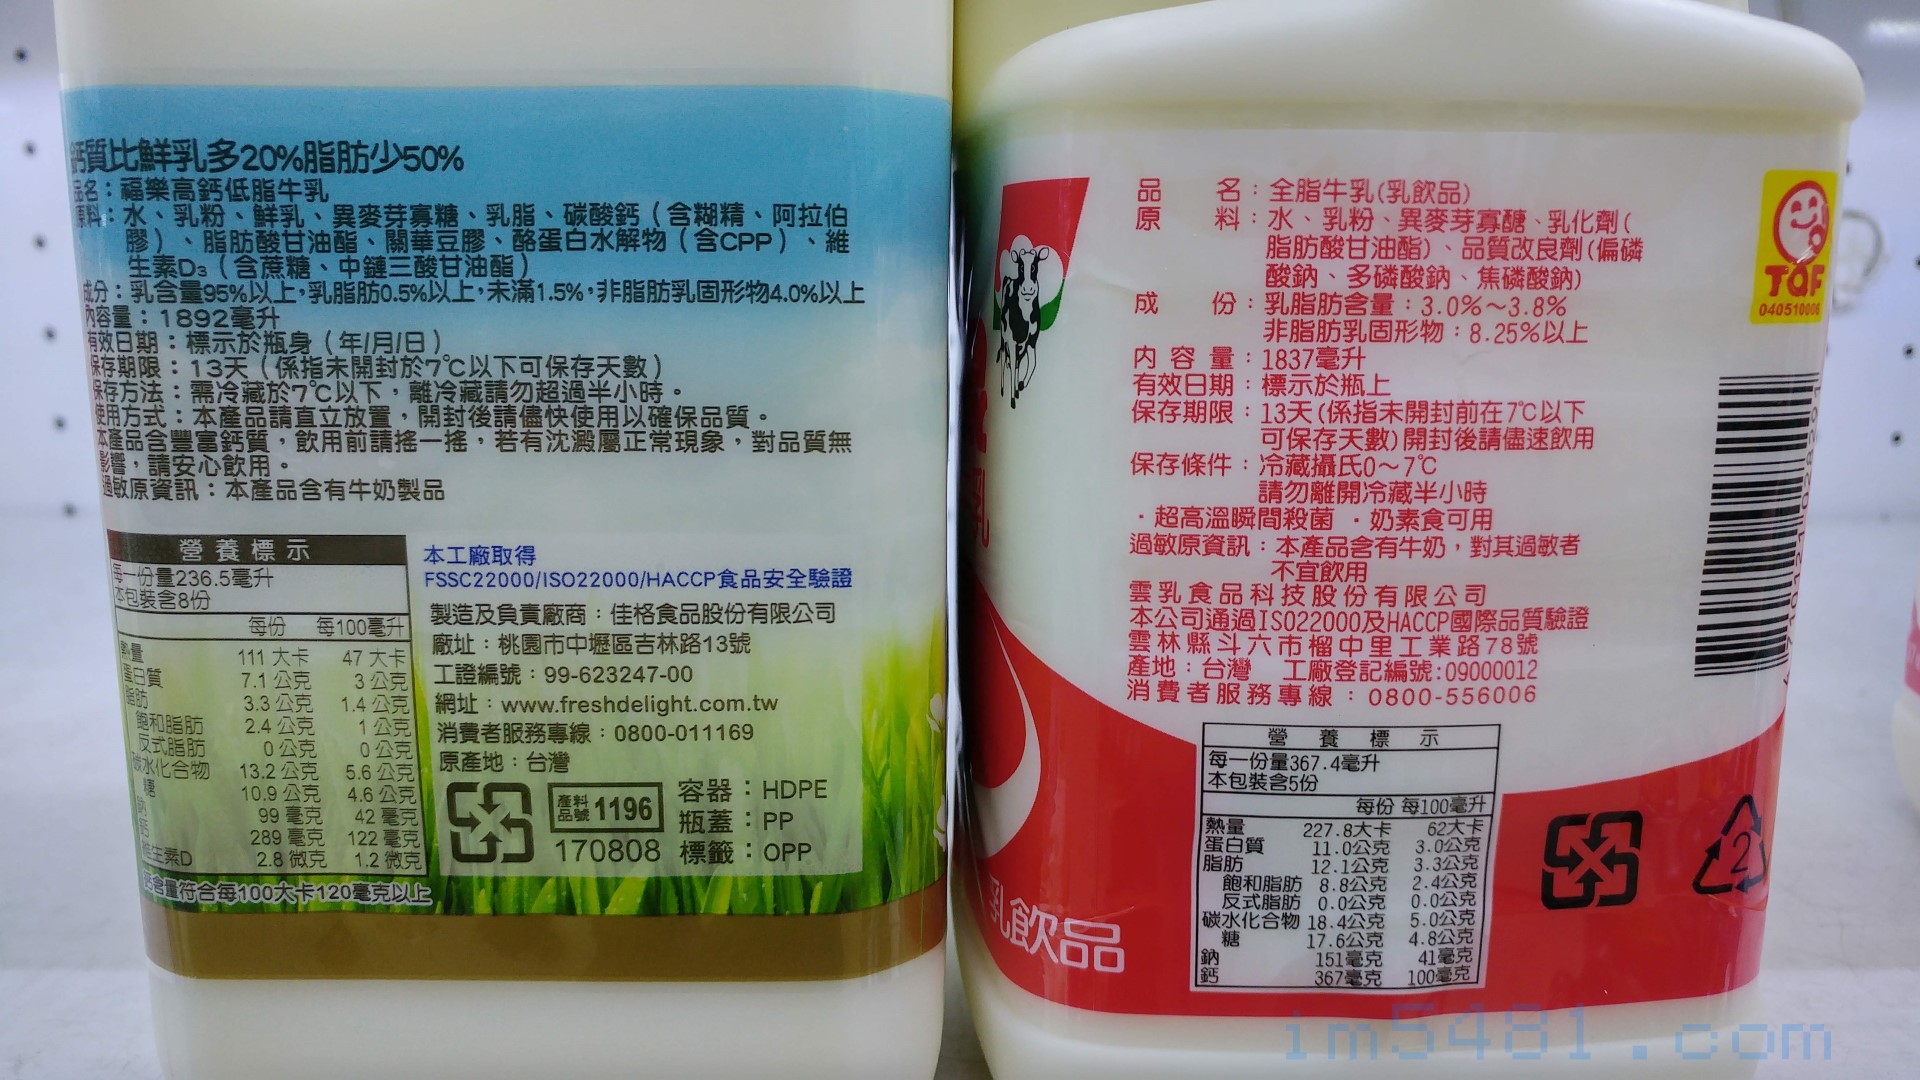 鈣質比鮮乳多20%脂肪少50%
品名：福樂高鈣低脂牛乳
原料：水、乳粉、鮮乳、異麥芽寡糖、乳脂、碳酸鈣（含糊精、阿拉伯
膠）、脂肪酸甘油酯、關華豆膠、酪蛋白水解物（含CPP）、維
生素D₃（含蔗糖、中鏈三酸甘油酯）
成分：乳含量95%以上，乳脂肪0.5%以上，未滿1.5%，非脂肪乳固形物4.0%以上
內容量：1892毫升
有效日期：標示於瓶身（年/月/日）
保存期限：13天（係指未開封於7℃以下可保存天數）
保存方法：需冷藏於7℃以下，離冷藏請勿超過半小時。
使用方式：本產品請直立放置，開封後請儘快使用以確保品質。
本產品含豐富鈣質，飲用前請搖一搖，若有沈澱屬正常現象，對品質無
影響，請安心飲用。
過敏原資訊：本產品含有牛奶製品
營養標示
每一份量236.5毫升
本包裝含8份
每份 每100毫升
熱量 111 大卡 47 大卡
蛋白質 7.1 公克 3 公克
脂肪 3.3 公克 1.4 公克
飽和脂肪 2.4 公克 1 公克
反式脂肪 0 公克 0 公克
碳水化合物 13.2 公克 5.6 公克
糖 10.9 公克 4.6 公克
鈉 99 毫克 42 毫克
鈣 289 毫克 122 毫克
維生素D 2.8 微克 1.2 微克
鈣含量符合每100大卡120毫克以上
本工廠取得
FSSC22000/ISO22000/HACCP食品安全驗證
製造及負責廠商：佳格食品股份有限公司
廠址：桃園市中壢區吉林路13號
工證編號：99-623247-00
網址：www.freshdelight.com.tw
消費者服務專線：0800-011169
原產地：台灣
產料品號 1196
170808
容器：HDPE
瓶蓋：PP
標籤：OPP
品名：全脂牛乳(乳飲品)
原料：水、乳粉、異麥芽寡醣、乳化劑(
脂肪酸甘油酯)、品質改良劑(偏磷
酸鈉、多磷酸鈉、焦磷酸鈉)
成份：乳脂肪含量：3.0%～3.8%
非脂肪乳固形物：8.25%以上
內容量：1837毫升
有效日期：標示於瓶上
保存期限：13天(係指未開封前在7℃以下
可保存天數)開封後請儘速飲用
保存條件：冷藏攝氏0～7℃
請勿離開冷藏半小時
·超高溫瞬間殺菌 ·奶素食可用
過敏原資訊：本產品含有牛奶，對其過敏者
不宜飲用
雲乳食品科技股份有限公司
本公司通過ISO22000及HACCP國際品質驗證
雲林縣斗六市榴中里工業路78號
產地：台灣 工廠登記編號:09000012
消費者服務專線：0800-556006
TQF
040510006
營養標示
每一份量367.4毫升
本包裝含5份
每份 每100毫升
熱量 227.8大卡 62大卡
蛋白質 11.0公克 3.0公克
脂肪 12.1公克 3.3公克
飽和脂肪 8.8公克 2.4公克
反式脂肪 0.0公克 0.0公克
碳水化合物 18.4公克 5.0公克
糖 17.6公克 4.8公克
鈉 151毫克 41毫克
鈣 367毫克 100毫克
2
乳飲品
im5481.com